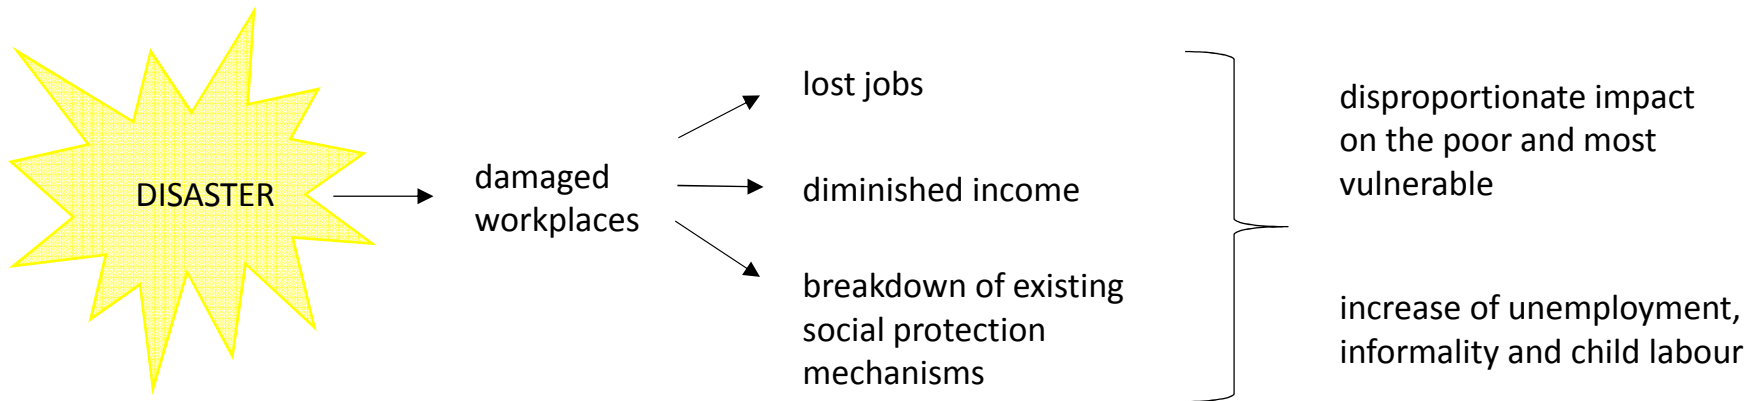 DISASTER
damaged
workplaces
lost jobs
diminished income
breakdown of existing
social protection
mechanisms
disproportionate impact
on the poor and most
vulnerable
increase of unemployment,
informality and child labour